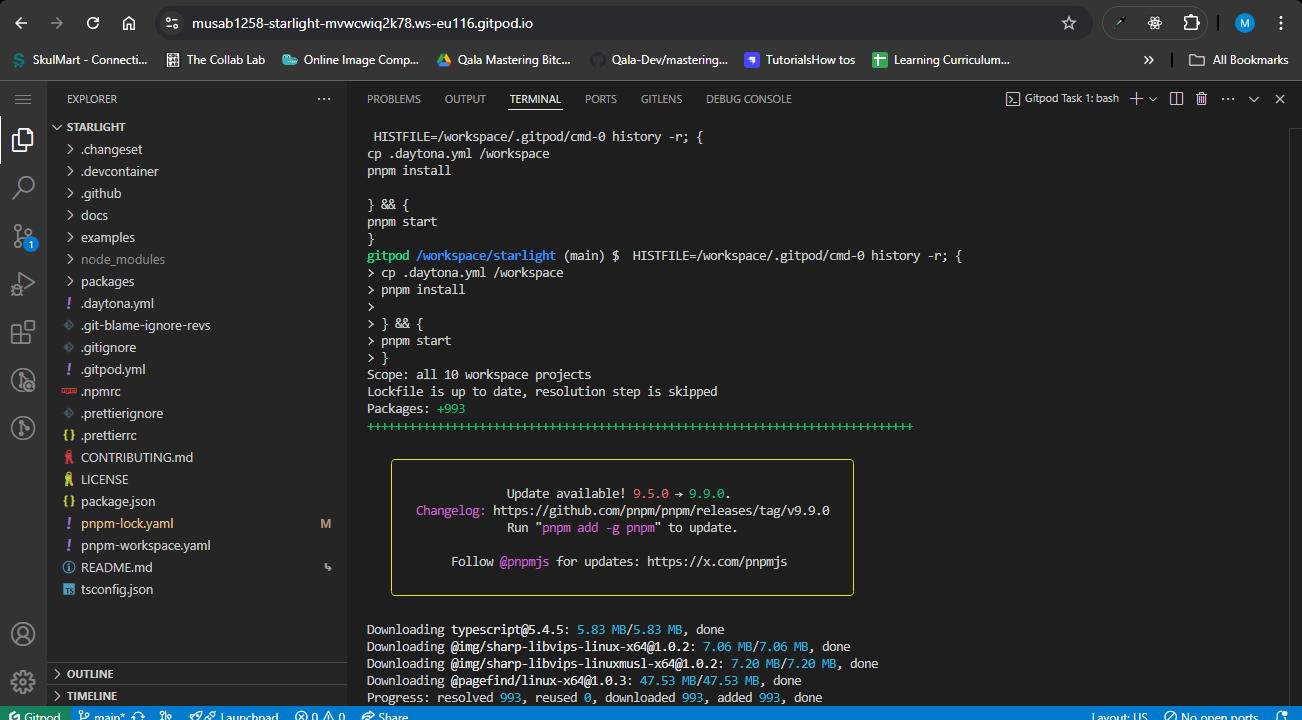 musab1258-starlight-mvwcwiq2k78.ws-eu116.gitpod.io
M
SkulMart - Connecti...
The Collab Lab
Online Image Comp...
Qala Mastering Bitc...
Qala-Dev/mastering...
TutorialsHow tos
Learning Curriculum...
»
All Bookmarks
EXPLORER
···
STARLIGHT
.changeset
.devcontainer
.github
docs
examples
node_modules
packages
.daytona.yml
.git-blame-ignore-revs
.gitignore
.gitpod.yml
.npmrc
.prettierignore
.prettierrc
CONTRIBUTING.md
LICENSE
package.json
pnpm-lock.yaml M
pnpm-workspace.yaml
README.md
tsconfig.json
OUTLINE
TIMELINE
1
PROBLEMS OUTPUT TERMINAL PORTS GITLENS DEBUG CONSOLE
Gitpod Task 1: bash
HISTFILE=/workspace/.gitpod/cmd-0 history -r; {
cp .daytona.yml /workspace
pnpm install
} && {
pnpm start
}
gitpod /workspace/starlight (main) $  HISTFILE=/workspace/.gitpod/cmd-0 history -r; {
> cp .daytona.yml /workspace
> pnpm install
>
> } && {
> pnpm start
> }
Scope: all 10 workspace projects
Lockfile is up to date, resolution step is skipped
Packages: +993
++++++++++++++++++++++++++++++++++++++++++++++++++++++++++++++++++++++++++++++
Update available! 9.5.0 → 9.9.0.
Changelog: https://github.com/pnpm/pnpm/releases/tag/v9.9.0
Run "pnpm add -g pnpm" to update.
Follow @pnpmjs for updates: https://x.com/pnpmjs
Downloading typescript@5.4.5: 5.83 MB/5.83 MB, done
Downloading @img/sharp-libvips-linux-x64@1.0.2: 7.06 MB/7.06 MB, done
Downloading @img/sharp-libvips-linuxmusl-x64@1.0.2: 7.20 MB/7.20 MB, done
Downloading @pagefind/linux-x64@1.0.3: 47.53 MB/47.53 MB, done
Progress: resolved 993, reused 0, downloaded 993, added 993, done
Gitpod
main*
Launchpad
0
0
Share
Layout: US
No open ports